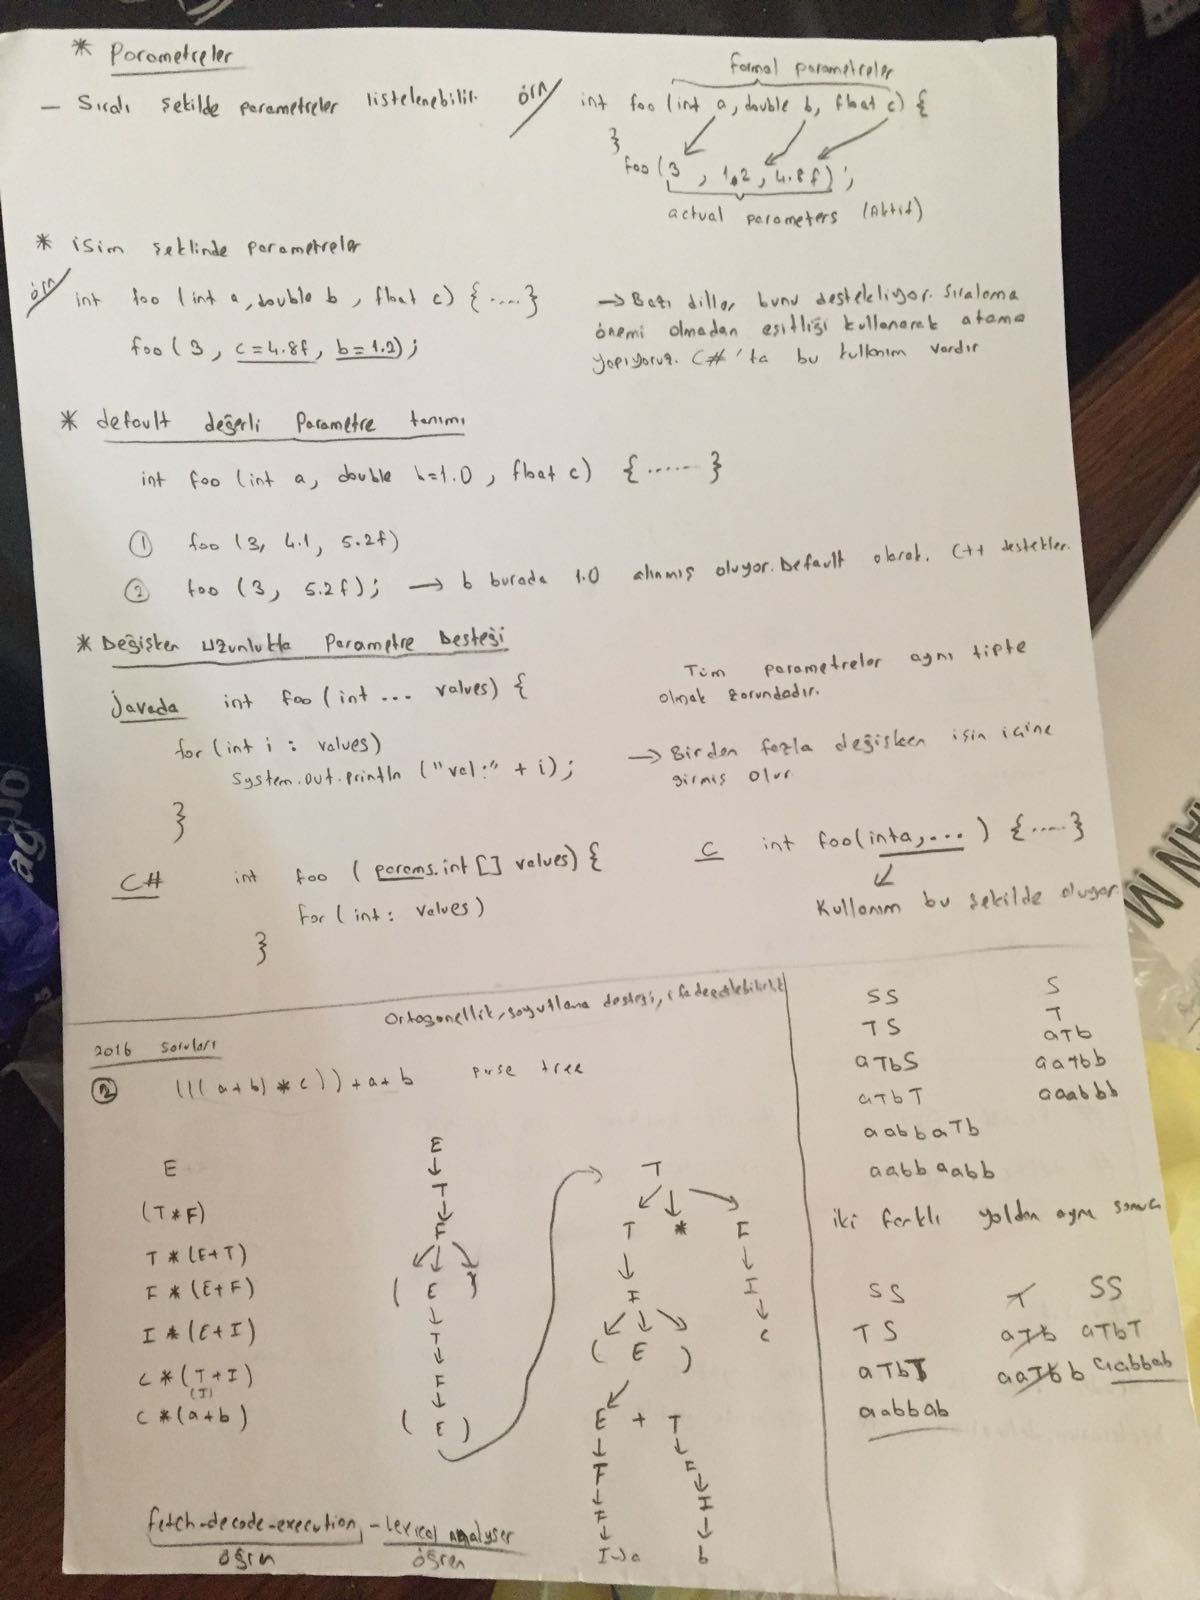 * Parametreler
- Sıralı şekilde parametreler listelenebilir.
örn/
formal parametreler
int foo (int a, double b, float c) {
}
foo (3 , 1.2 , 4.8f) ;
actual parameters (Aktif)
* isim şeklinde parametreler
örn/
int foo (int a, double b , float c) { ..... }
foo ( 3 , c=4.8f, b=1.2) ;
→ Bazı diller bunu destekliyor. Sıralama
önemi olmadan eşitliği kullanarak atama
yapıyoruz. C# 'ta bu kullanım vardır
* default değerli Parametre tanımı
int foo (int a, double b=1.0 , float c) { ...... }
① foo (3, 4.1 , 5.2f)
② foo (3, 5.2f) ; → b burada 1.0 alınmış oluyor. Default olarak. C++ destekler.
* Değişken Uzunlukta Parametre Desteği
Javada int foo (int ... values) {
for (int i : values)
System.out.println ("val:" + i) ;
}
Tüm parametreler aynı tipte
olmak zorundadır.
→ Birden fazla değişken işin içine
girmiş olur
C# int foo ( params.int [] values) {
for ( int : values)
}
C int foo(int a, ... ) { ..... }
Kullanım bu şekilde oluyor.
Ortogonellik, soyutlama desteği,
2016 Soruları
② (((a+b) * c)) + a+b parse tree
E
(T*F)
T * (E+T)
F * (E+F)
I * (E+I)
C * (T+I)
(I)
C * (a+b)
E
T
F
( E )
T
F
( E )
T
T * F
F I
( E ) c
E + T
T F
F I
I→a b
fetch-decode-execution - Lexical Analyser
öğren öğren
SS
TS
aTbS
aTbT
aabbaTb
aabbaabb
S
T
aTb
aaTbb
aaabbb
iki farklı yoldan aynı sonucu
SS
TS
aTbT
aabbab
T
aTb
aaTbb
SS
aTbT
aabbab
MAN